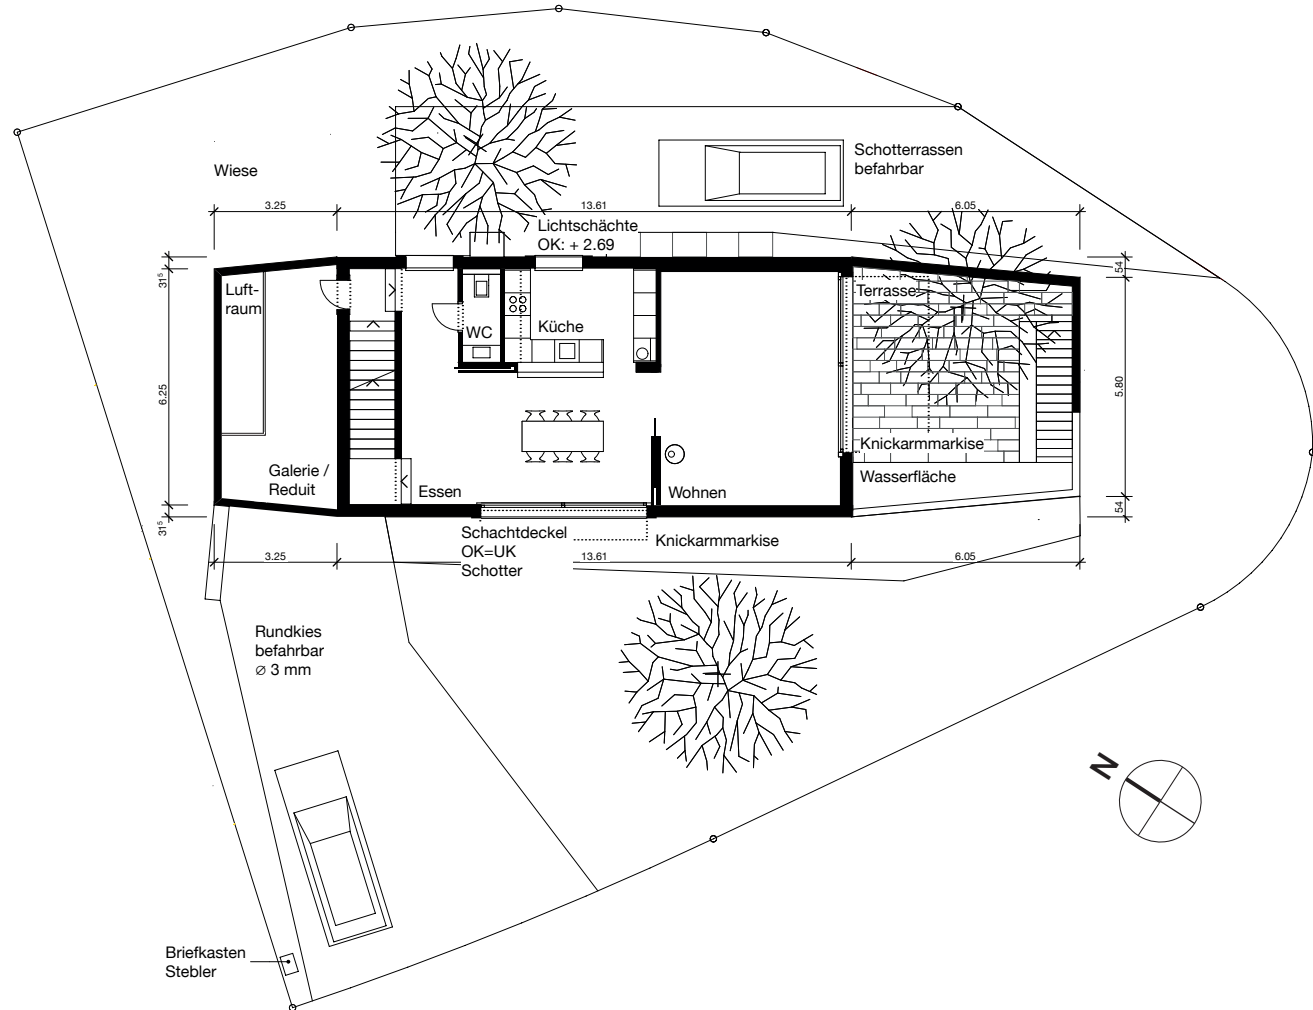 Wiese
Schotterrassen
befahrbar
3.25
13.61
6.05
Lichtschächte
OK: + 2.69
31⁵
54
Luft-
raum
Terrasse
WC
Küche
6.25
5.80
Knickarmmarkise
Galerie /
Reduit
Essen
Wohnen
Wasserfläche
31⁵
54
Schachtdeckel
OK=UK
Schotter
Knickarmmarkise
3.25
13.61
6.05
Rundkies
befahrbar
∅ 3 mm
N
Briefkasten
Stebler